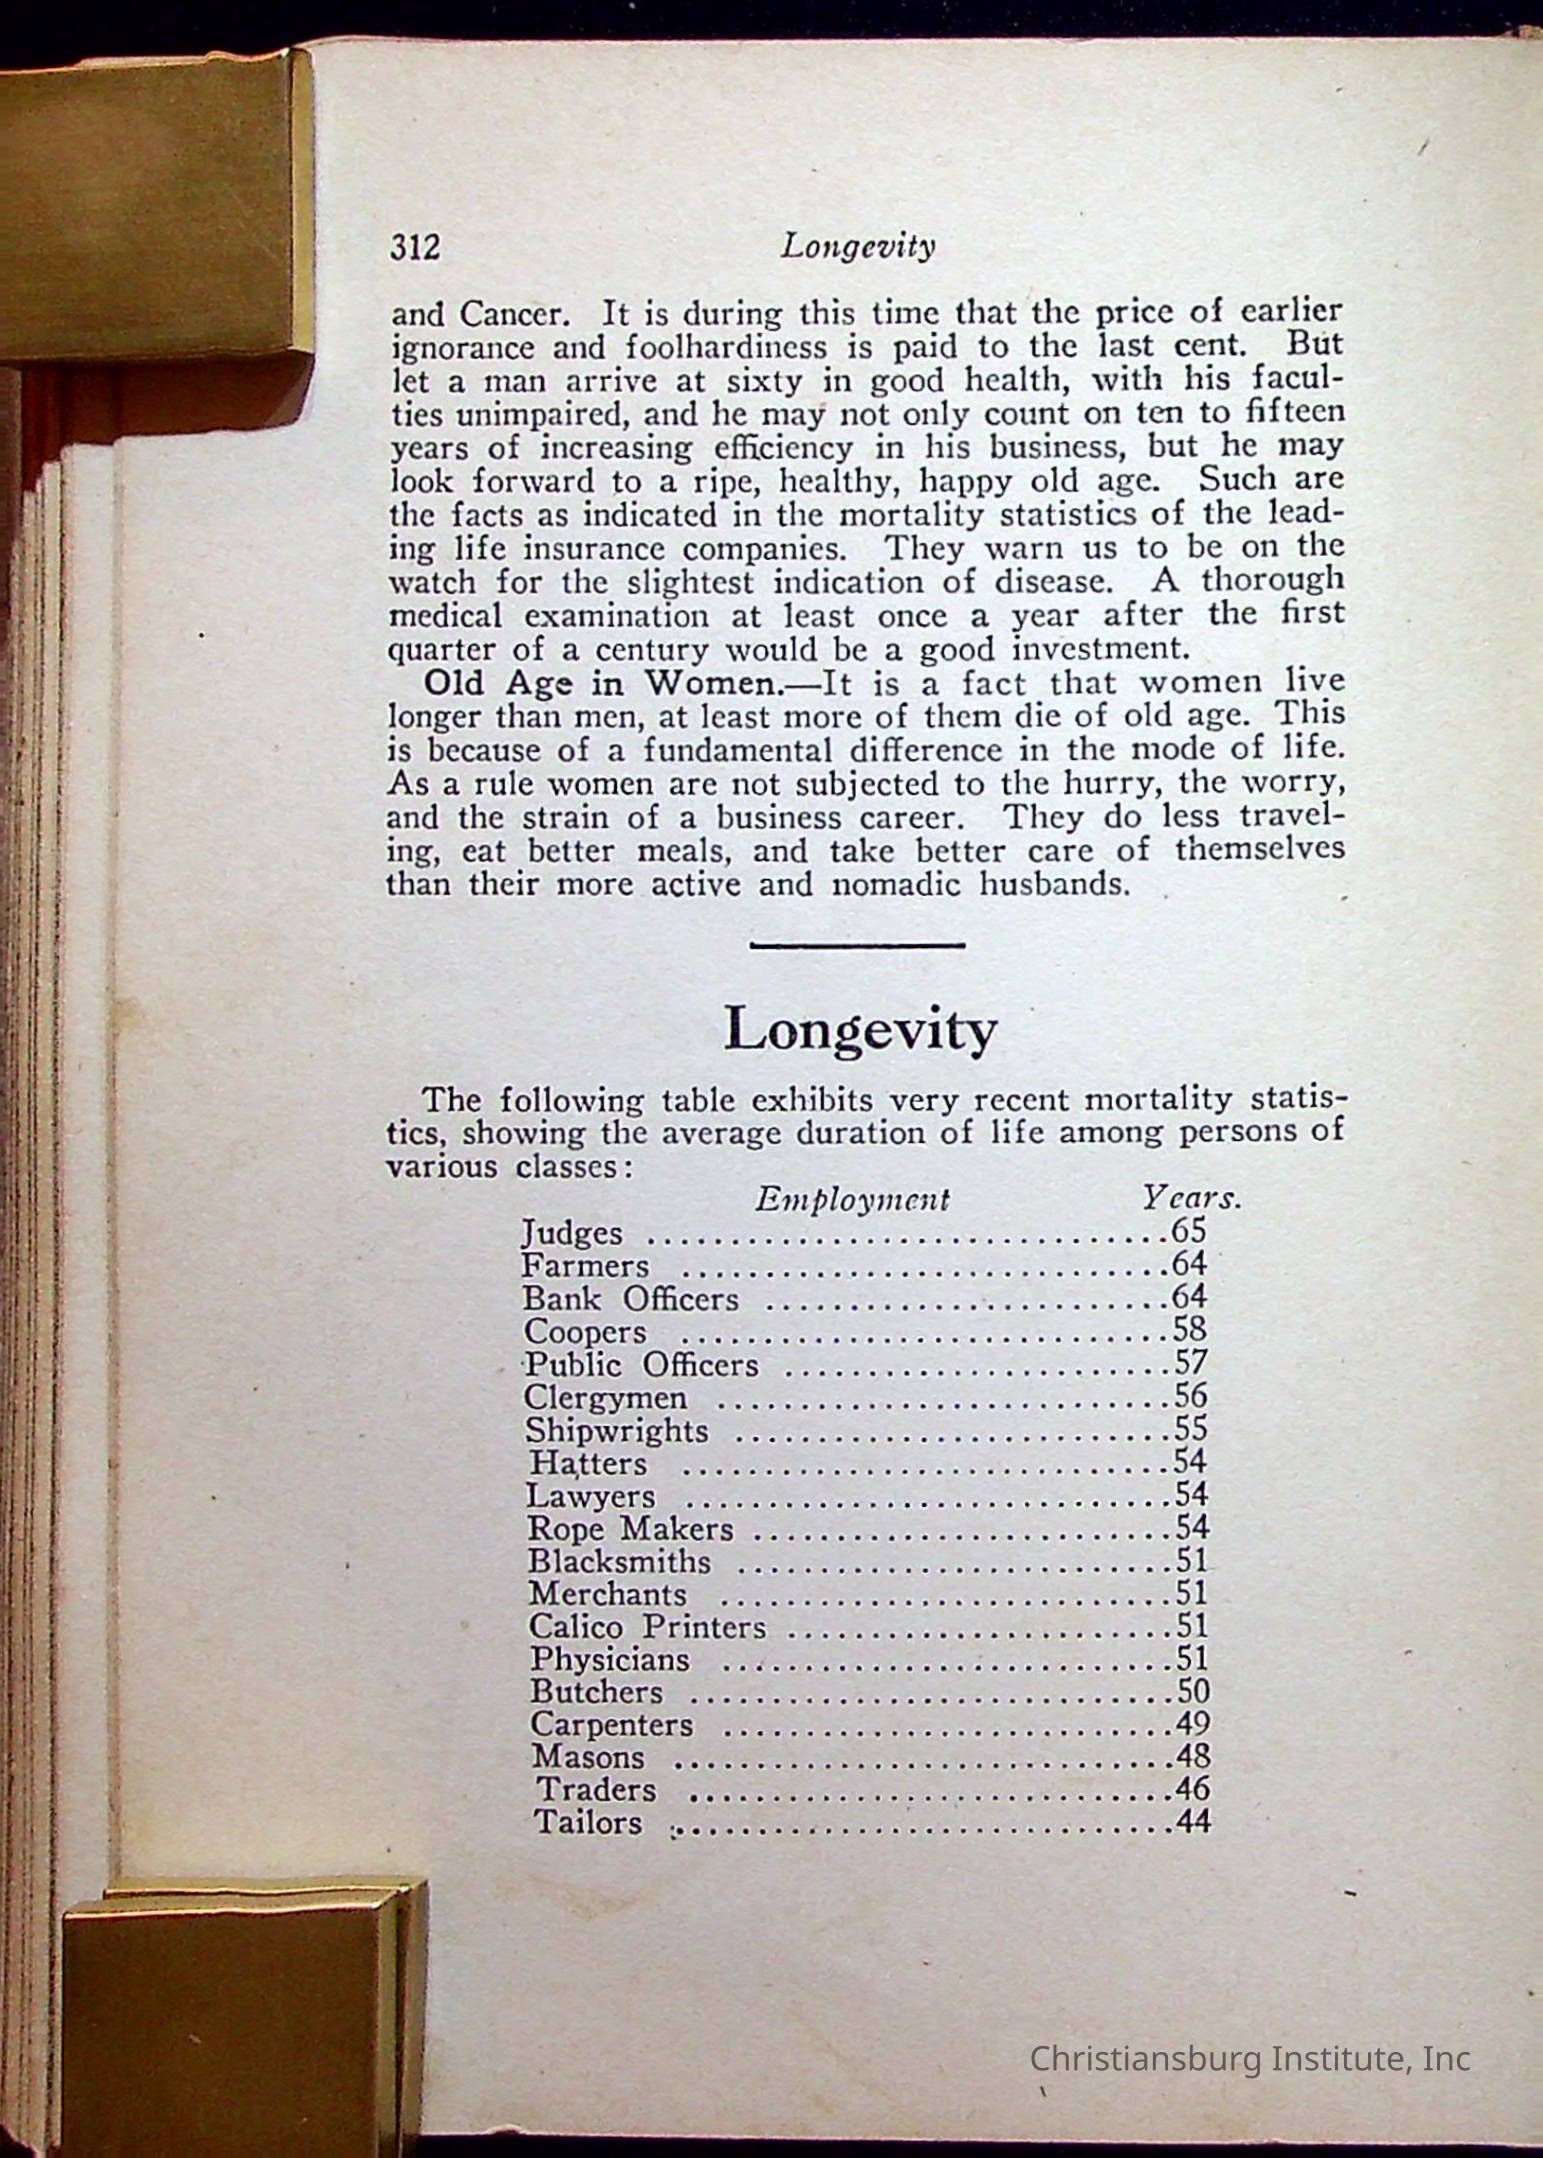 312 Longevity
and Cancer. It is during this time that the price of earlier
ignorance and foolhardiness is paid to the last cent. But
let a man arrive at sixty in good health, with his facul-
ties unimpaired, and he may not only count on ten to fifteen
years of increasing efficiency in his business, but he may
look forward to a ripe, healthy, happy old age. Such are
the facts as indicated in the mortality statistics of the lead-
ing life insurance companies. They warn us to be on the
watch for the slightest indication of disease. A thorough
medical examination at least once a year after the first
quarter of a century would be a good investment.
Old Age in Women.—It is a fact that women live
longer than men, at least more of them die of old age. This
is because of a fundamental difference in the mode of life.
As a rule women are not subjected to the hurry, the worry,
and the strain of a business career. They do less travel-
ing, eat better meals, and take better care of themselves
than their more active and nomadic husbands.
Longevity
The following table exhibits very recent mortality statis-
tics, showing the average duration of life among persons of
various classes:
Employment Years.
Judges ................................65
Farmers ..............................64
Bank Officers .........................64
Coopers ..............................58
Public Officers ........................57
Clergymen ............................56
Shipwrights ...........................55
Hatters ..............................54
Lawyers ..............................54
Rope Makers ..........................54
Blacksmiths ...........................51
Merchants ............................51
Calico Printers ........................51
Physicians ............................51
Butchers ..............................50
Carpenters ............................49
Masons ...............................48
Traders ..............................46
Tailors ...............................44
Christiansburg Institute, Inc